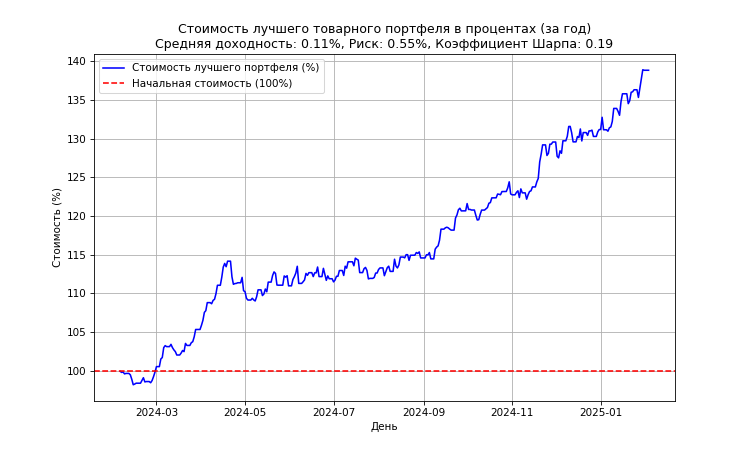 Стоимость лучшего товарного портфеля в процентах (за год)
Средняя доходность: 0.11%, Риск: 0.55%, Коэффициент Шарпа: 0.19
Стоимость лучшего портфеля (%)
Начальная стоимость (100%)
Стоимость (%)
140
135
130
125
120
115
110
105
100
2024-03
2024-05
2024-07
2024-09
2024-11
2025-01
День